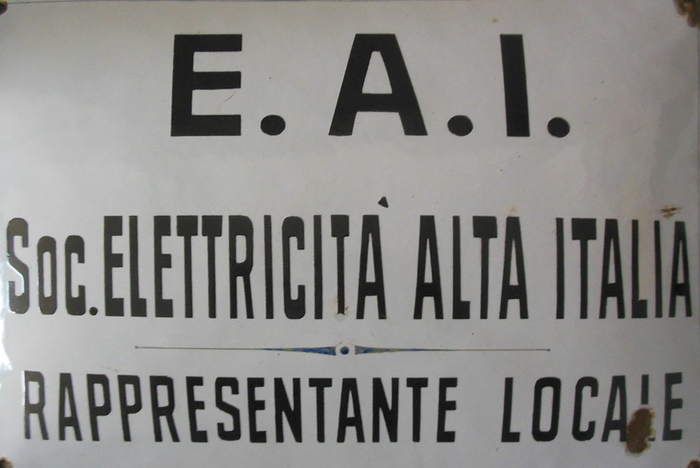 E. A. I.
Soc. ELETTRICITÀ ALTA ITALIA
RAPPRESENTANTE LOCALE